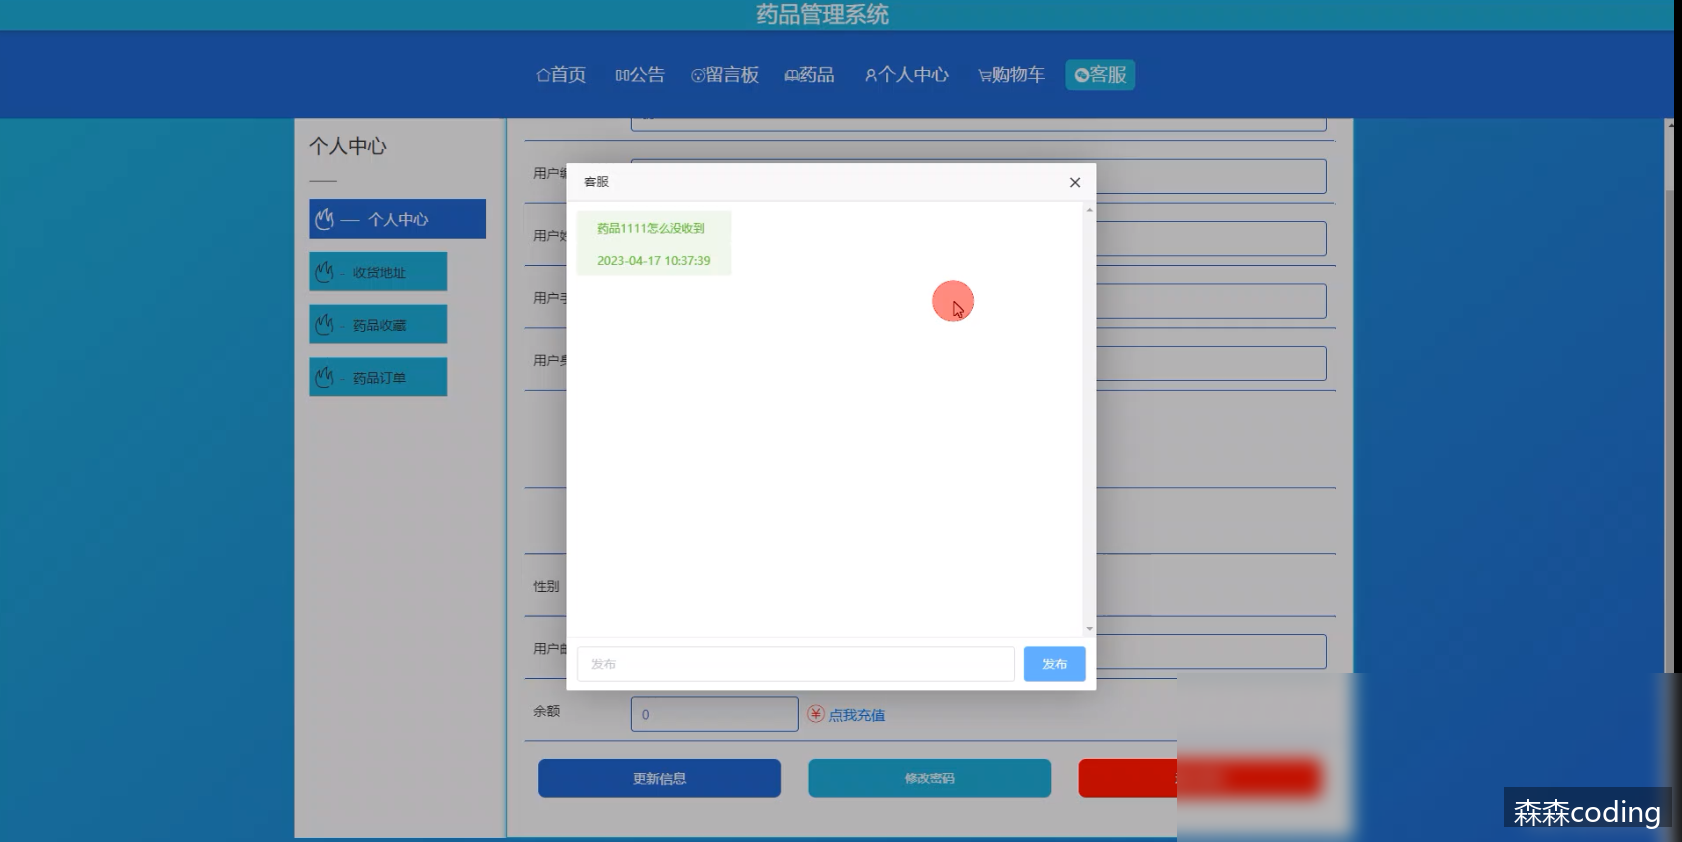 药品管理系统
首页 公告 留言板 药品 个人中心 购物车 客服
个人中心
个人中心
- 收货地址
- 药品收藏
- 药品订单
用户
用户
用户
用户
性别
用户
余额
0
点我充值
更新信息
修改密码
客服
药品1111怎么没收到
2023-04-17 10:37:39
发布
发布
森森coding